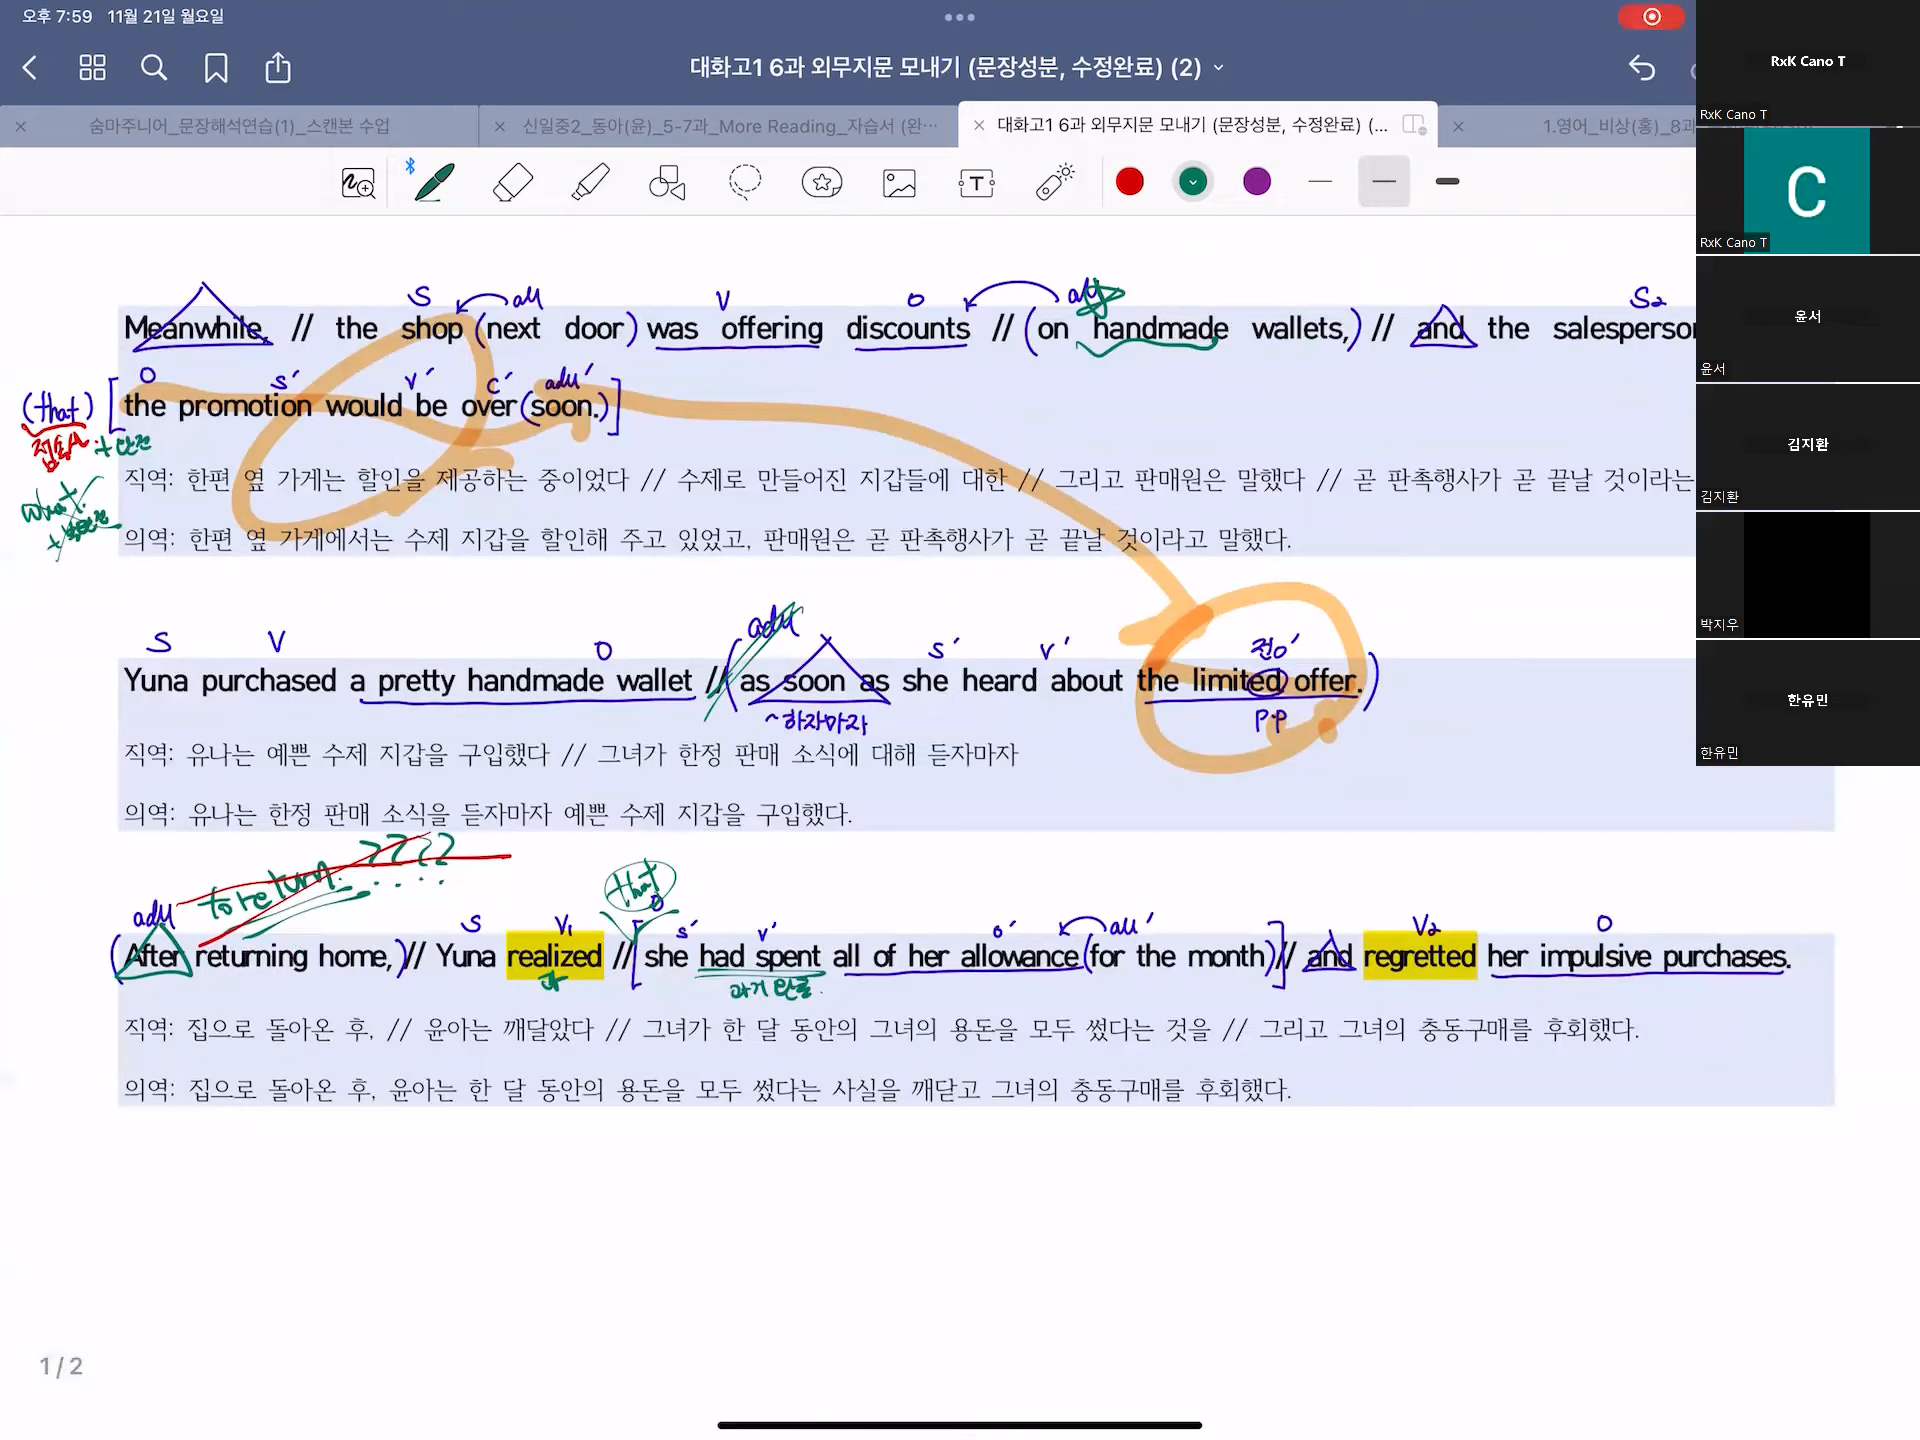 오후 7:59 11월 21일 월요일
대화고1 6과 외무지문 모내기 (문장성분, 수정완료) (2)
숨마주니어_문장해석연습(1)_스캔본 수업
신일중2_동아(윤)_5-7과_More Reading_자습서 (완…
대화고1 6과 외무지문 모내기 (문장성분, 수정완료) (...
1.영어_비상(홍)_8과
T
RxK Cano T
RxK Cano T
C
RxK Cano T
윤서
윤서
김지환
김지환
박지우
한유민
한유민
S V O S2
Meanwhile, // the shop (next door) was offering discounts // (on handmade wallets,) // and the salesperson
O s' v' c' adv'
(that) [the promotion would be over (soon.)]
접속사 + 완전
what
직역: 한편 옆 가게는 할인을 제공하는 중이었다 // 수제로 만들어진 지갑들에 대한 // 그리고 판매원은 말했다 // 곧 판촉행사가 곧 끝날 것이라는
의역: 한편 옆 가게에서는 수제 지갑을 할인해 주고 있었고, 판매원은 곧 판촉행사가 곧 끝날 것이라고 말했다.
S V O adv s' v' 전o'
Yuna purchased a pretty handmade wallet // (as soon as she heard about the limited offer.)
~하자마자 P.P
직역: 유나는 예쁜 수제 지갑을 구입했다 // 그녀가 한정 판매 소식에 대해 듣자마자
의역: 유나는 한정 판매 소식을 듣자마자 예쁜 수제 지갑을 구입했다.
to return ????
that
adv S V1 O s' v' o' V2 O
(After returning home,) // Yuna realized // [she had spent all of her allowance (for the month)] // and regretted her impulsive purchases.
과거완료
직역: 집으로 돌아온 후, // 윤아는 깨달았다 // 그녀가 한 달 동안의 그녀의 용돈을 모두 썼다는 것을 // 그리고 그녀의 충동구매를 후회했다.
의역: 집으로 돌아온 후, 윤아는 한 달 동안의 용돈을 모두 썼다는 사실을 깨닫고 그녀의 충동구매를 후회했다.
1 / 2